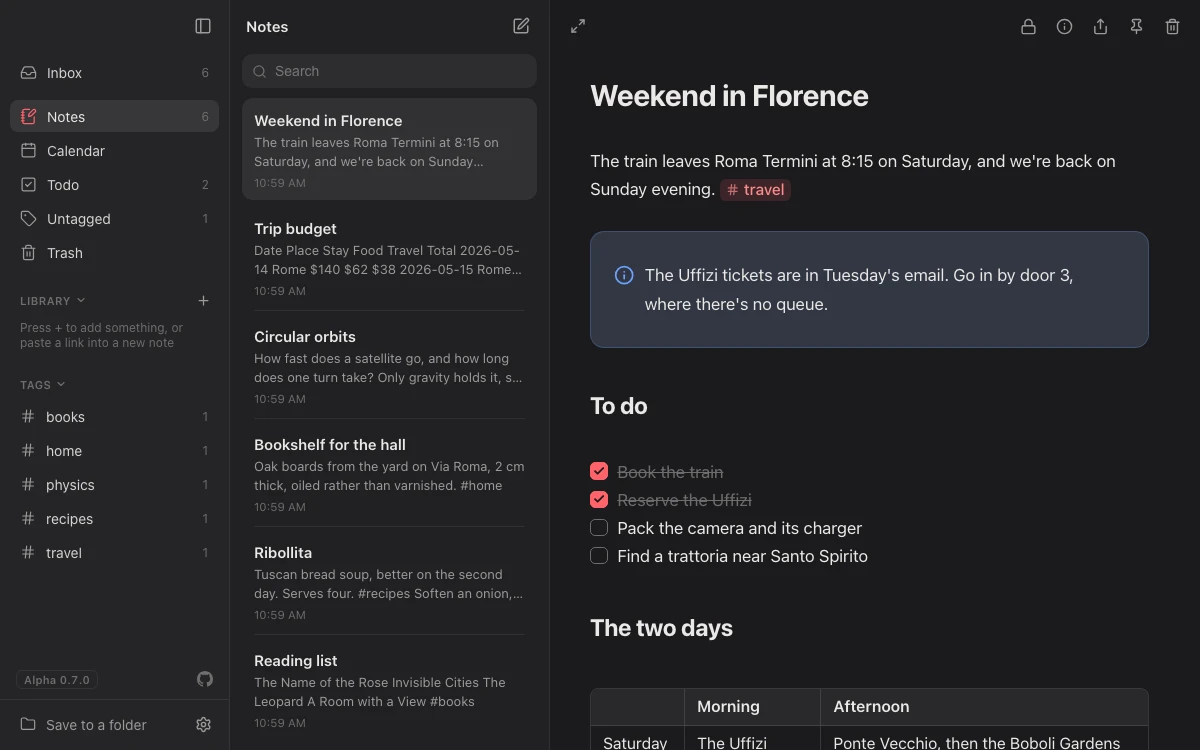 Inbox 6
Notes 6
Calendar
Todo 2
Untagged 1
Trash
LIBRARY
Press + to add something, or
paste a link into a new note
TAGS
# books 1
# home 1
# physics 1
# recipes 1
# travel 1
Alpha 0.7.0
Save to a folder
Notes
Search
Weekend in Florence
The train leaves Roma Termini at 8:15 on
Saturday, and we're back on Sunday...
10:59 AM
Trip budget
Date Place Stay Food Travel Total 2026-05-
14 Rome $140 $62 $38 2026-05-15 Rome...
10:59 AM
Circular orbits
How fast does a satellite go, and how long
does one turn take? Only gravity holds it, s...
10:59 AM
Bookshelf for the hall
Oak boards from the yard on Via Roma, 2 cm
thick, oiled rather than varnished. #home
10:59 AM
Ribollita
Tuscan bread soup, better on the second
day. Serves four. #recipes Soften an onion,...
10:59 AM
Reading list
The Name of the Rose Invisible Cities The
Leopard A Room with a View #books
10:59 AM
Weekend in Florence
The train leaves Roma Termini at 8:15 on Saturday, and we're back on
Sunday evening. # travel
The Uffizi tickets are in Tuesday's email. Go in by door 3,
where there's no queue.
To do
Book the train
Reserve the Uffizi
Pack the camera and its charger
Find a trattoria near Santo Spirito
The two days
Morning Afternoon
Saturday The Uffizi Ponte Vecchio, then the Boboli Gardens